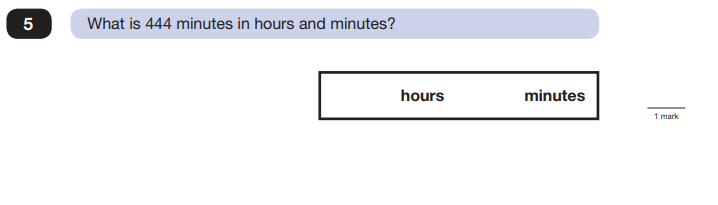 5
What is 444 minutes in hours and minutes?
hours minutes
1 mark